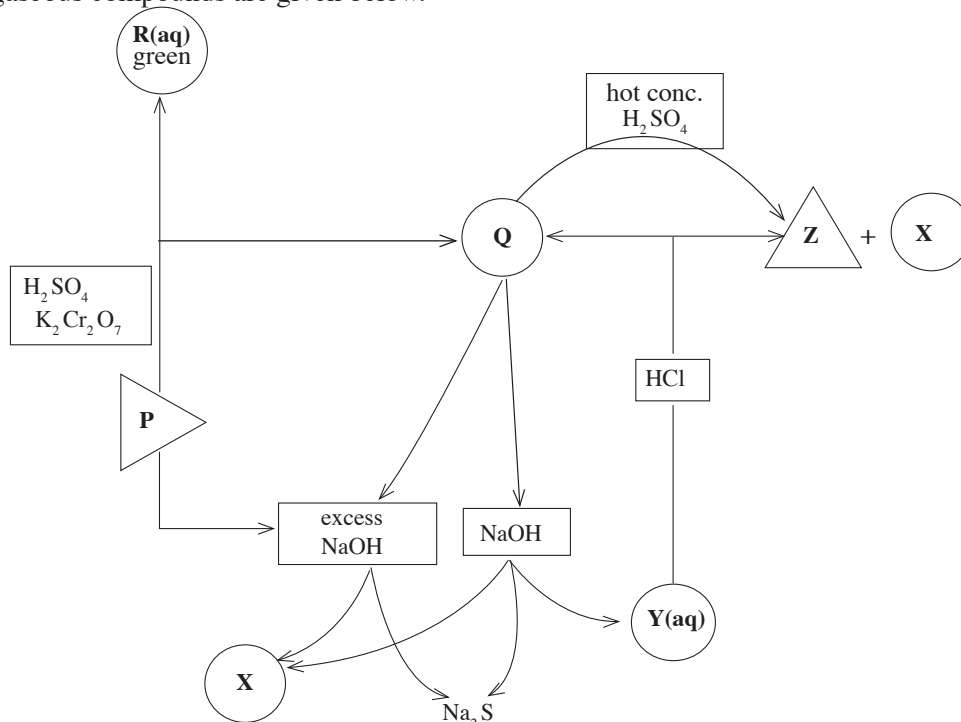 gaseous compounds are given below.
R(aq)
green
hot conc.
H₂SO₄
Q
Z + X
H₂SO₄
K₂Cr₂O₇
HCl
P
excess
NaOH
NaOH
Y(aq)
X
Na₂S